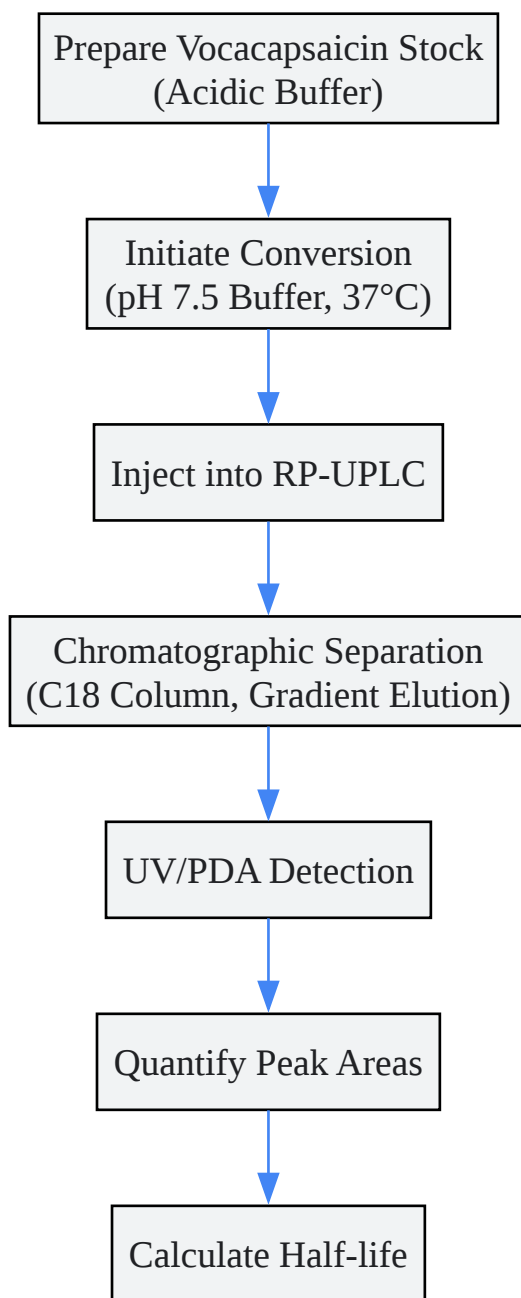 Prepare Vocacapsaicin Stock
(Acidic Buffer)
Initiate Conversion
(pH 7.5 Buffer, 37°C)
Inject into RP-UPLC
Chromatographic Separation
(C18 Column, Gradient Elution)
UV/PDA Detection
Quantify Peak Areas
Calculate Half-life